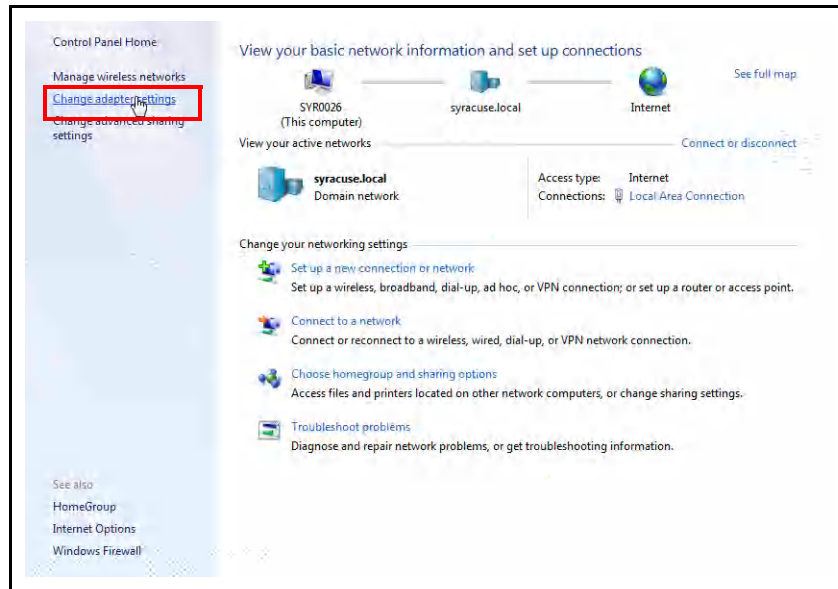 Control Panel Home
Manage wireless networks
Change adapter settings
Change advanced sharing
settings
View your basic network information and set up connections
See full map
SYR0026
(This computer)
syracuse.local
Internet
View your active networks
Connect or disconnect
syracuse.local
Domain network
Access type: Internet
Connections: Local Area Connection
Change your networking settings
Set up a new connection or network
Set up a wireless, broadband, dial-up, ad hoc, or VPN connection; or set up a router or access point.
Connect to a network
Connect or reconnect to a wireless, wired, dial-up, or VPN network connection.
Choose homegroup and sharing options
Access files and printers located on other network computers, or change sharing settings.
Troubleshoot problems
Diagnose and repair network problems, or get troubleshooting information.
See also
HomeGroup
Internet Options
Windows Firewall